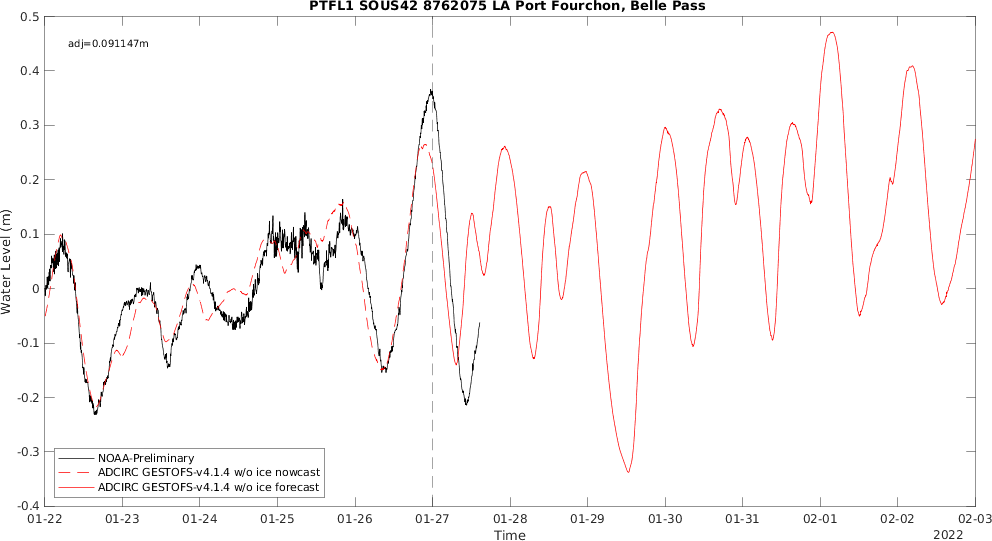 PTFL1 SOUS42 8762075 LA Port Fourchon, Belle Pass
adj=0.091147m
0.5
0.4
0.3
0.2
0.1
0
-0.1
-0.2
-0.3
-0.4
Water Level (m)
NOAA-Preliminary
ADCIRC GESTOFS-v4.1.4 w/o ice nowcast
ADCIRC GESTOFS-v4.1.4 w/o ice forecast
01-22 01-23 01-24 01-25 01-26 01-27 01-28 01-29 01-30 01-31 02-01 02-02 02-03
Time
2022